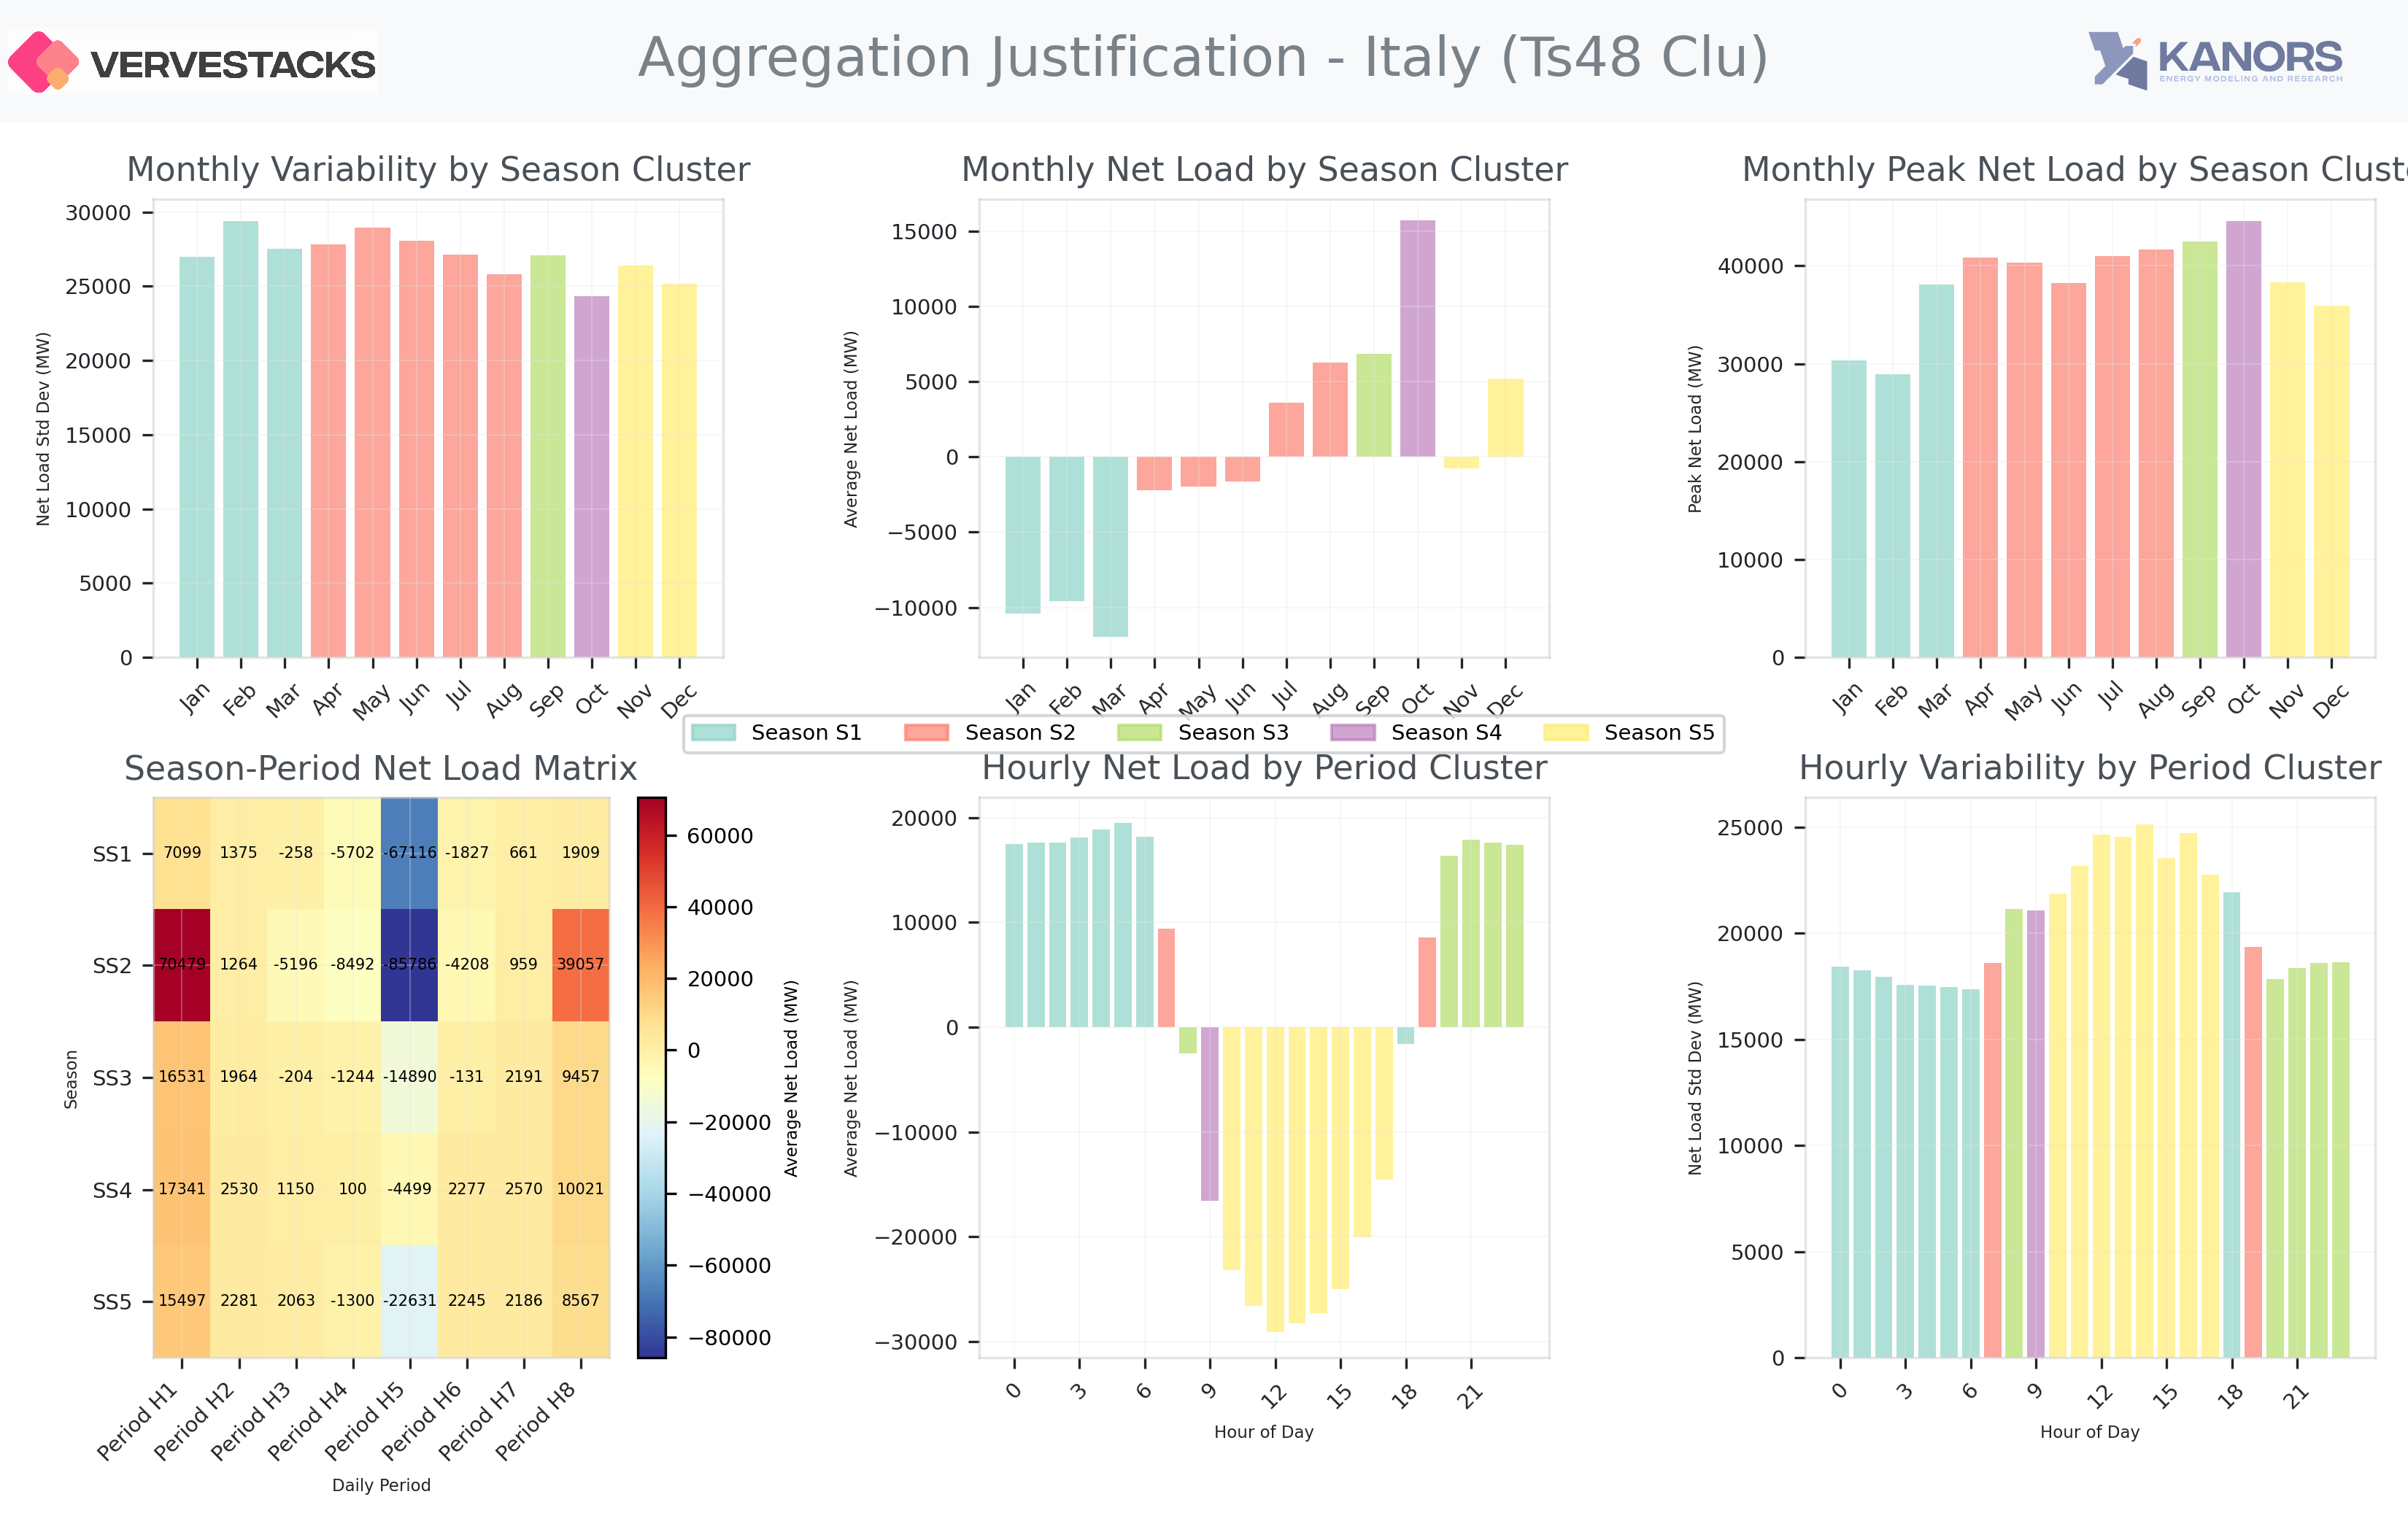 VERVESTACKS
Aggregation Justification - Italy (Ts48 Clu)
KANORS
ENERGY MODELING AND RESEARCH
Monthly Variability by Season Cluster
Net Load Std Dev (MW)
30000
25000
20000
15000
10000
5000
0
Jan Feb Mar Apr May Jun Jul Aug Sep Oct Nov Dec
Monthly Net Load by Season Cluster
Average Net Load (MW)
15000
10000
5000
0
−5000
−10000
Jan Feb Mar Apr May Jun Jul Aug Sep Oct Nov Dec
Monthly Peak Net Load by Season Cluste
Peak Net Load (MW)
40000
30000
20000
10000
0
Jan Feb Mar Apr May Jun Jul Aug Sep Oct Nov Dec
Season S1 Season S2 Season S3 Season S4 Season S5
Season-Period Net Load Matrix
Season
SS1 7099 1375 -258 -5702 -67116 -1827 661 1909
SS2 70479 1264 -5196 -8492 -85786 -4208 959 39057
SS3 16531 1964 -204 -1244 -14890 -131 2191 9457
SS4 17341 2530 1150 100 -4499 2277 2570 10021
SS5 15497 2281 2063 -1300 -22631 2245 2186 8567
Period H1 Period H2 Period H3 Period H4 Period H5 Period H6 Period H7 Period H8
Daily Period
60000
40000
20000
0
−20000
−40000
−60000
−80000
Average Net Load (MW)
Hourly Net Load by Period Cluster
Average Net Load (MW)
20000
10000
0
−10000
−20000
−30000
0 3 6 9 12 15 18 21
Hour of Day
Hourly Variability by Period Cluster
Net Load Std Dev (MW)
25000
20000
15000
10000
5000
0
0 3 6 9 12 15 18 21
Hour of Day